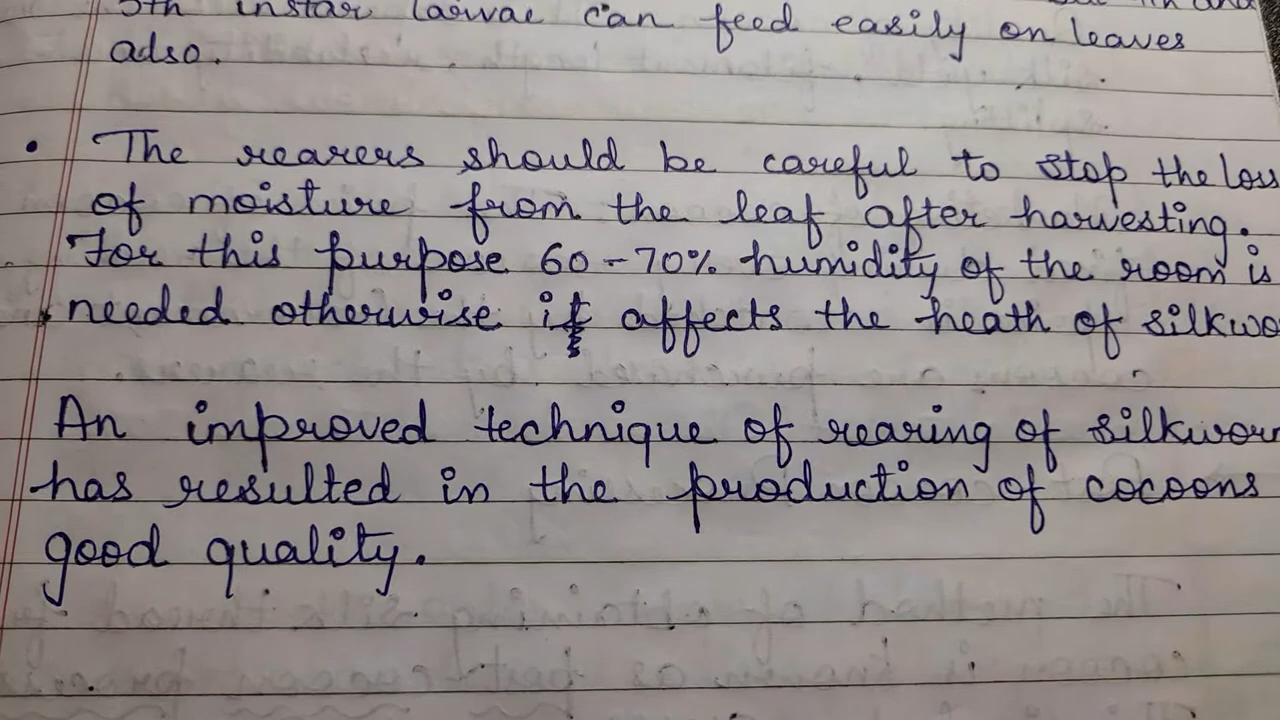 5th instar larvae can feed easily on leaves
also.
• The rearers should be careful to stop the loss
of moisture from the leaf after harvesting.
For this purpose 60-70% humidity of the room is
needed otherwise it affects the heath of silkwo
An improved technique of rearing of silkwor
has resulted in the production of cocoons
good quality.